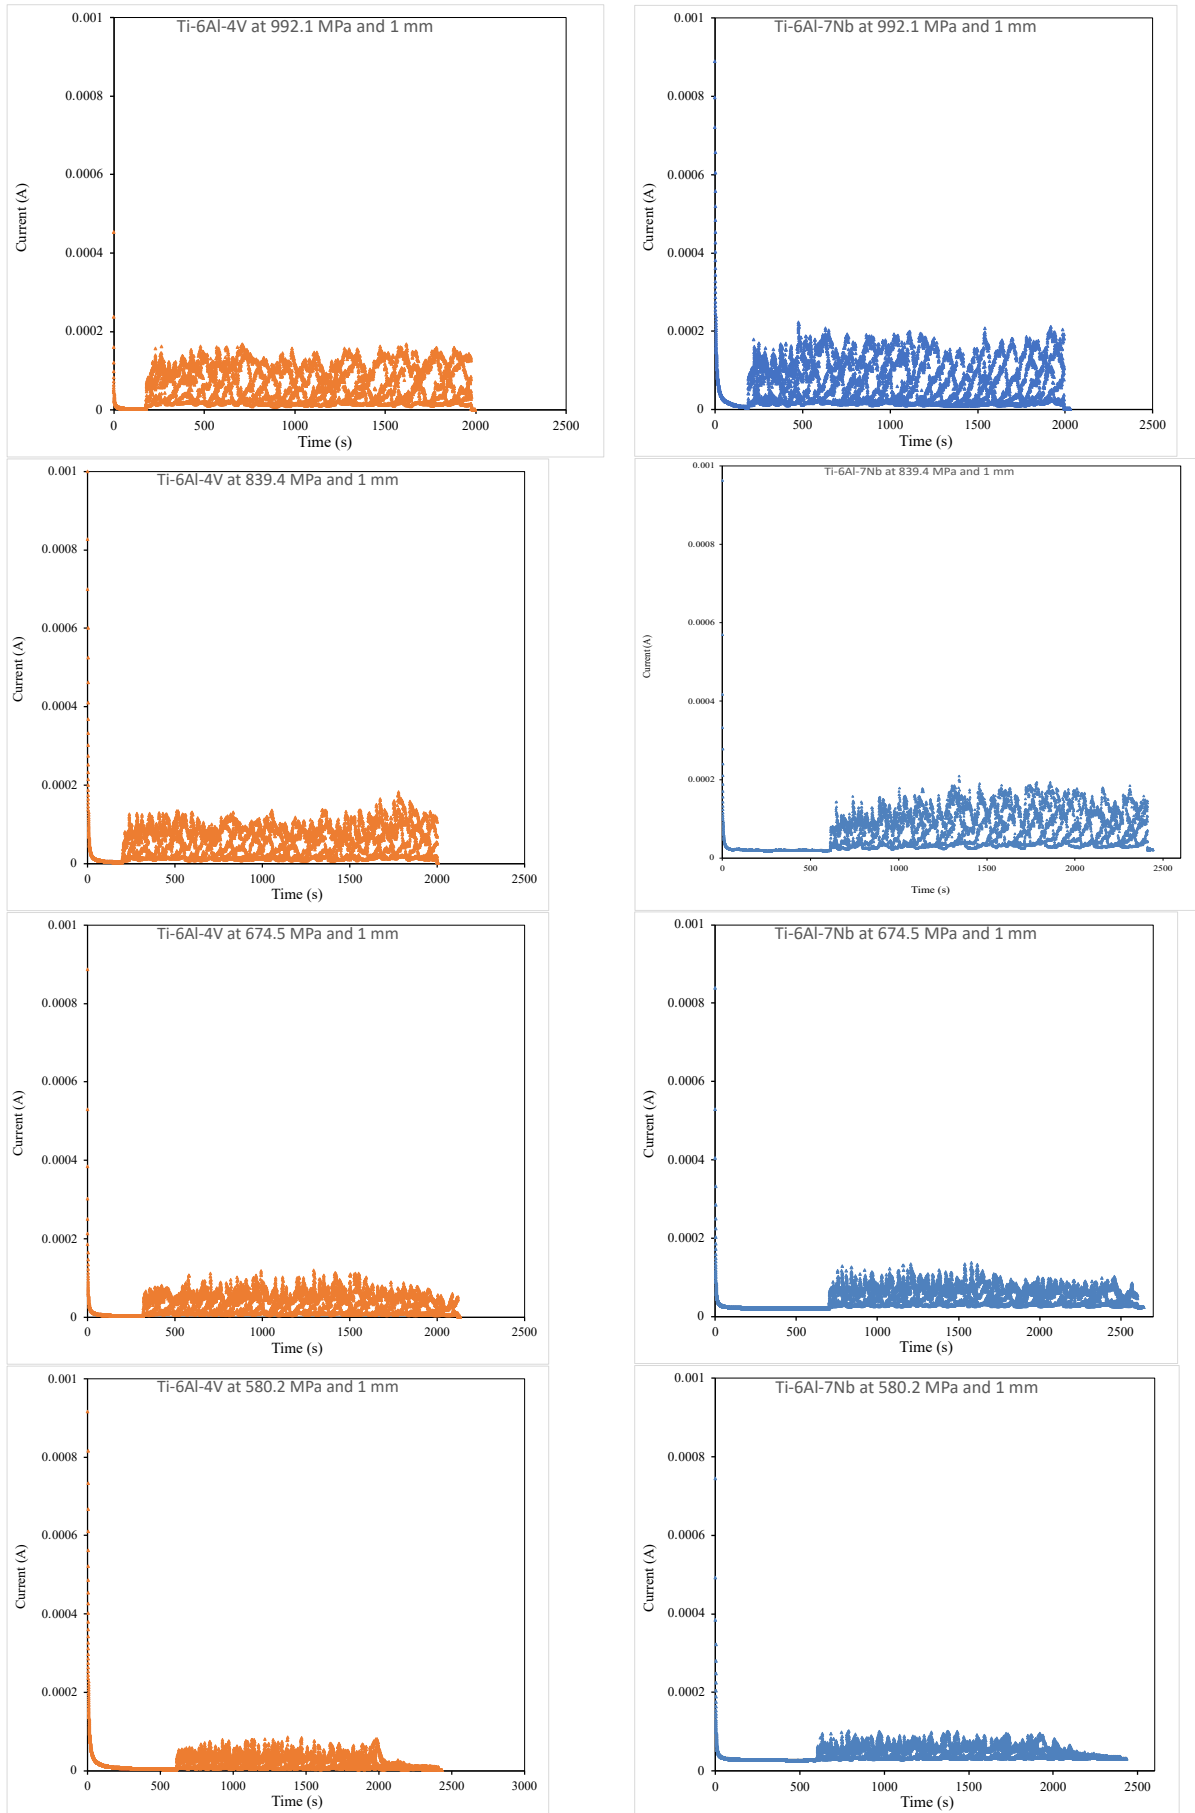 Ti-6Al-4V at 992.1 MPa and 1 mm
0.001
0.0008
0.0006
0.0004
0.0002
0
Current (A)
0 500 1000 1500 2000 2500
Time (s)
Ti-6Al-7Nb at 992.1 MPa and 1 mm
0.001
0.0008
0.0006
0.0004
0.0002
0
Current (A)
0 500 1000 1500 2000 2500
Time (s)
Ti-6Al-4V at 839.4 MPa and 1 mm
0.001
0.0008
0.0006
0.0004
0.0002
0
Current (A)
0 500 1000 1500 2000 2500
Time (s)
Ti-6Al-7Nb at 839.4 MPa and 1 mm
0.001
0.0008
0.0006
0.0004
0.0002
0
Current (A)
0 500 1000 1500 2000 2500
Time (s)
Ti-6Al-4V at 674.5 MPa and 1 mm
0.001
0.0008
0.0006
0.0004
0.0002
0
Current (A)
0 500 1000 1500 2000 2500
Time (s)
Ti-6Al-7Nb at 674.5 MPa and 1 mm
0.001
0.0008
0.0006
0.0004
0.0002
0
Current (A)
0 500 1000 1500 2000 2500
Time (s)
Ti-6Al-4V at 580.2 MPa and 1 mm
0.001
0.0008
0.0006
0.0004
0.0002
0
Current (A)
0 500 1000 1500 2000 2500 3000
Time (s)
Ti-6Al-7Nb at 580.2 MPa and 1 mm
0.001
0.0008
0.0006
0.0004
0.0002
0
Current (A)
0 500 1000 1500 2000 2500
Time (s)